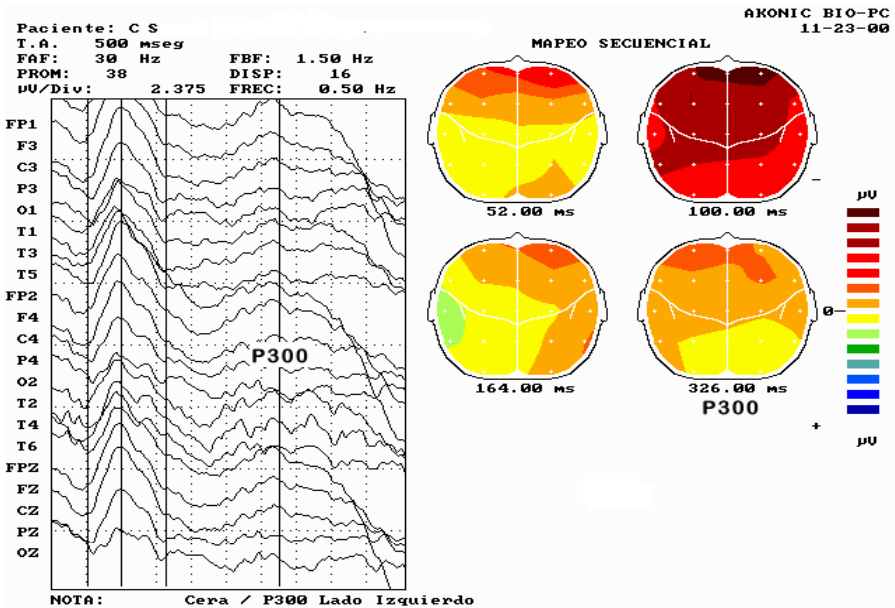 AKONIC BIO-PC
11-23-00
Paciente: C S
T.A. 500 mseg
FAF: 30 Hz FBF: 1.50 Hz
PROM: 38 DISP: 16
µV/Div: 2.375 FREC: 0.50 Hz
MAPEO SECUENCIAL
FP1
F3
C3
P3
O1
T1
T3
T5
FP2
F4
C4
P4
O2
T2
T4
T6
FPZ
FZ
CZ
PZ
OZ
P300
52.00 ms
100.00 ms
164.00 ms
326.00 ms
P300
-
µV
0-
+
µV
NOTA: Cera / P300 Lado Izquierdo